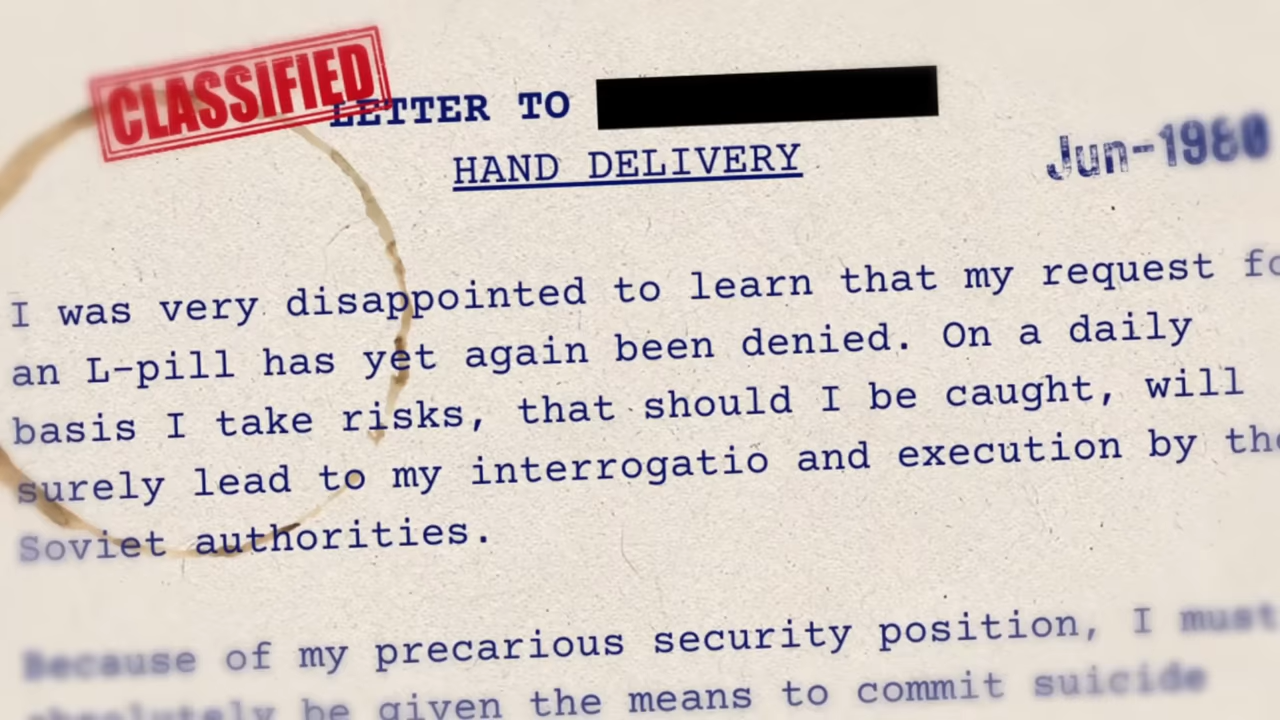 CLASSIFIED
LETTER TO
HAND DELIVERY
Jun-1980
I was very disappointed to learn that my request fo
an L-pill has yet again been denied. On a daily
basis I take risks, that should I be caught, will
surely lead to my interrogatio and execution by the
Soviet authorities.
Because of my precarious security position, I must
absolutely be given the means to commit suicide